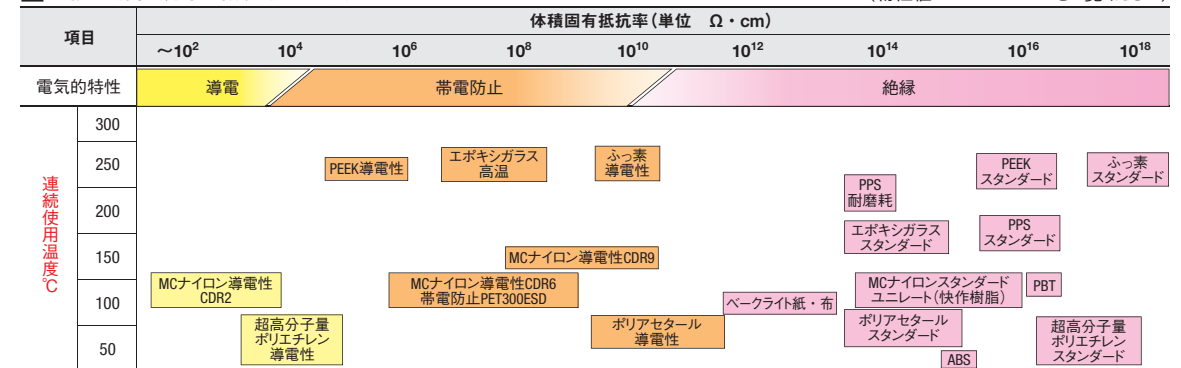 項目
体積固有抵抗率(単位 Ω・cm)
～10²
10⁴
10⁶
10⁸
10¹⁰
10¹²
10¹⁴
10¹⁶
10¹⁸
電気的特性
導電
帯電防止
絶縁
連続使用温度℃
300
250
PEEK導電性
エポキシガラス
高温
ふっ素
導電性
PEEK
スタンダード
ふっ素
スタンダード
PPS
耐磨耗
200
エポキシガラス
スタンダード
PPS
スタンダード
150
MCナイロン導電性CDR9
MCナイロン導電性
CDR2
MCナイロン導電性CDR6
帯電防止PET300ESD
MCナイロンスタンダード
ユニレート(快作樹脂)
PBT
100
ベークライト紙・布
超高分子量
ポリエチレン
導電性
ポリアセタール
導電性
ポリアセタール
スタンダード
超高分子量
ポリエチレン
スタンダード
50
ABS